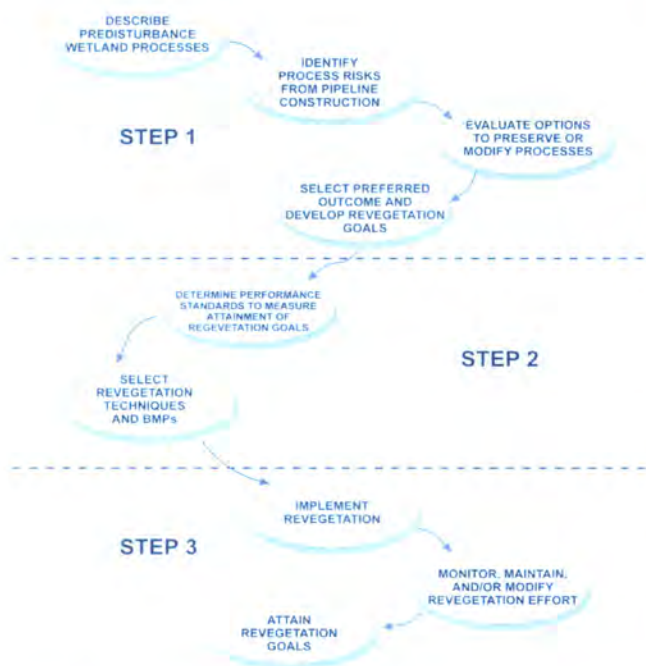 DESCRIBE
PREDISTURBANCE
WETLAND PROCESSES
IDENTIFY
PROCESS RISKS
FROM PIPELINE
CONSTRUCTION
STEP 1
EVALUATE OPTIONS
TO PRESERVE OR
MODIFY PROCESSES
SELECT PREFERRED
OUTCOME AND
DEVELOP REVEGETATION
GOALS
DETERMINE PERFORMANCE
STANDARDS TO MEASURE
ATTAINMENT OF
REGEVETATION GOALS
STEP 2
SELECT
REVEGETATION
TECHNIQUES
AND BMPs
IMPLEMENT
REVEGETATION
STEP 3
MONITOR, MAINTAIN,
AND/OR MODIFY
REVEGETATION EFFORT
ATTAIN
REVEGETATION
GOALS